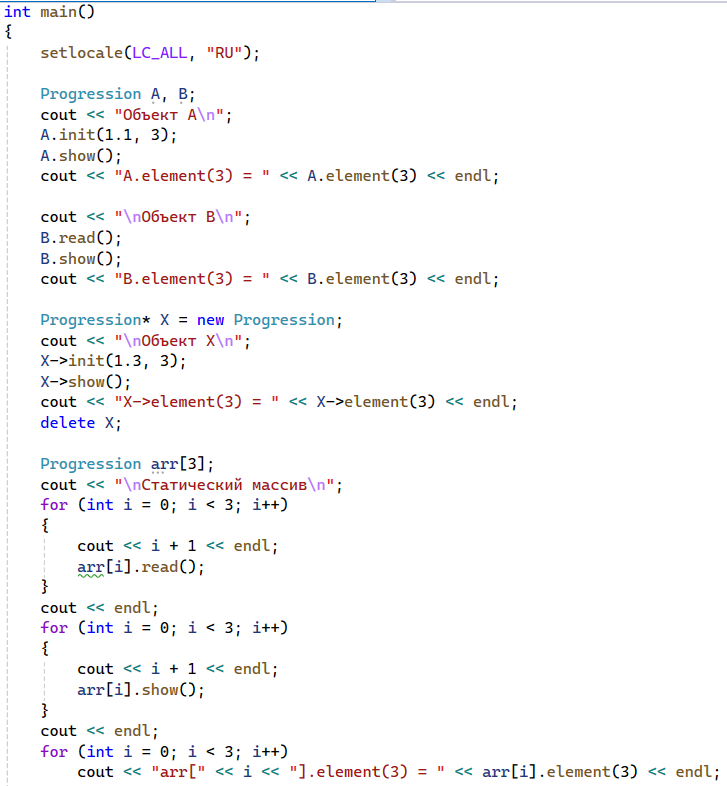 int main()
{
    setlocale(LC_ALL, "RU");

    Progression A, B;
    cout << "Объект A\n";
    A.init(1.1, 3);
    A.show();
    cout << "A.element(3) = " << A.element(3) << endl;

    cout << "\nОбъект B\n";
    B.read();
    B.show();
    cout << "B.element(3) = " << B.element(3) << endl;

    Progression* X = new Progression;
    cout << "\nОбъект X\n";
    X->init(1.3, 3);
    X->show();
    cout << "X->element(3) = " << X->element(3) << endl;
    delete X;

    Progression arr[3];
    cout << "\nСтатический массив\n";
    for (int i = 0; i < 3; i++)
    {
        cout << i + 1 << endl;
        arr[i].read();
    }
    cout << endl;
    for (int i = 0; i < 3; i++)
    {
        cout << i + 1 << endl;
        arr[i].show();
    }
    cout << endl;
    for (int i = 0; i < 3; i++)
        cout << "arr[" << i << "].element(3) = " << arr[i].element(3) << endl;